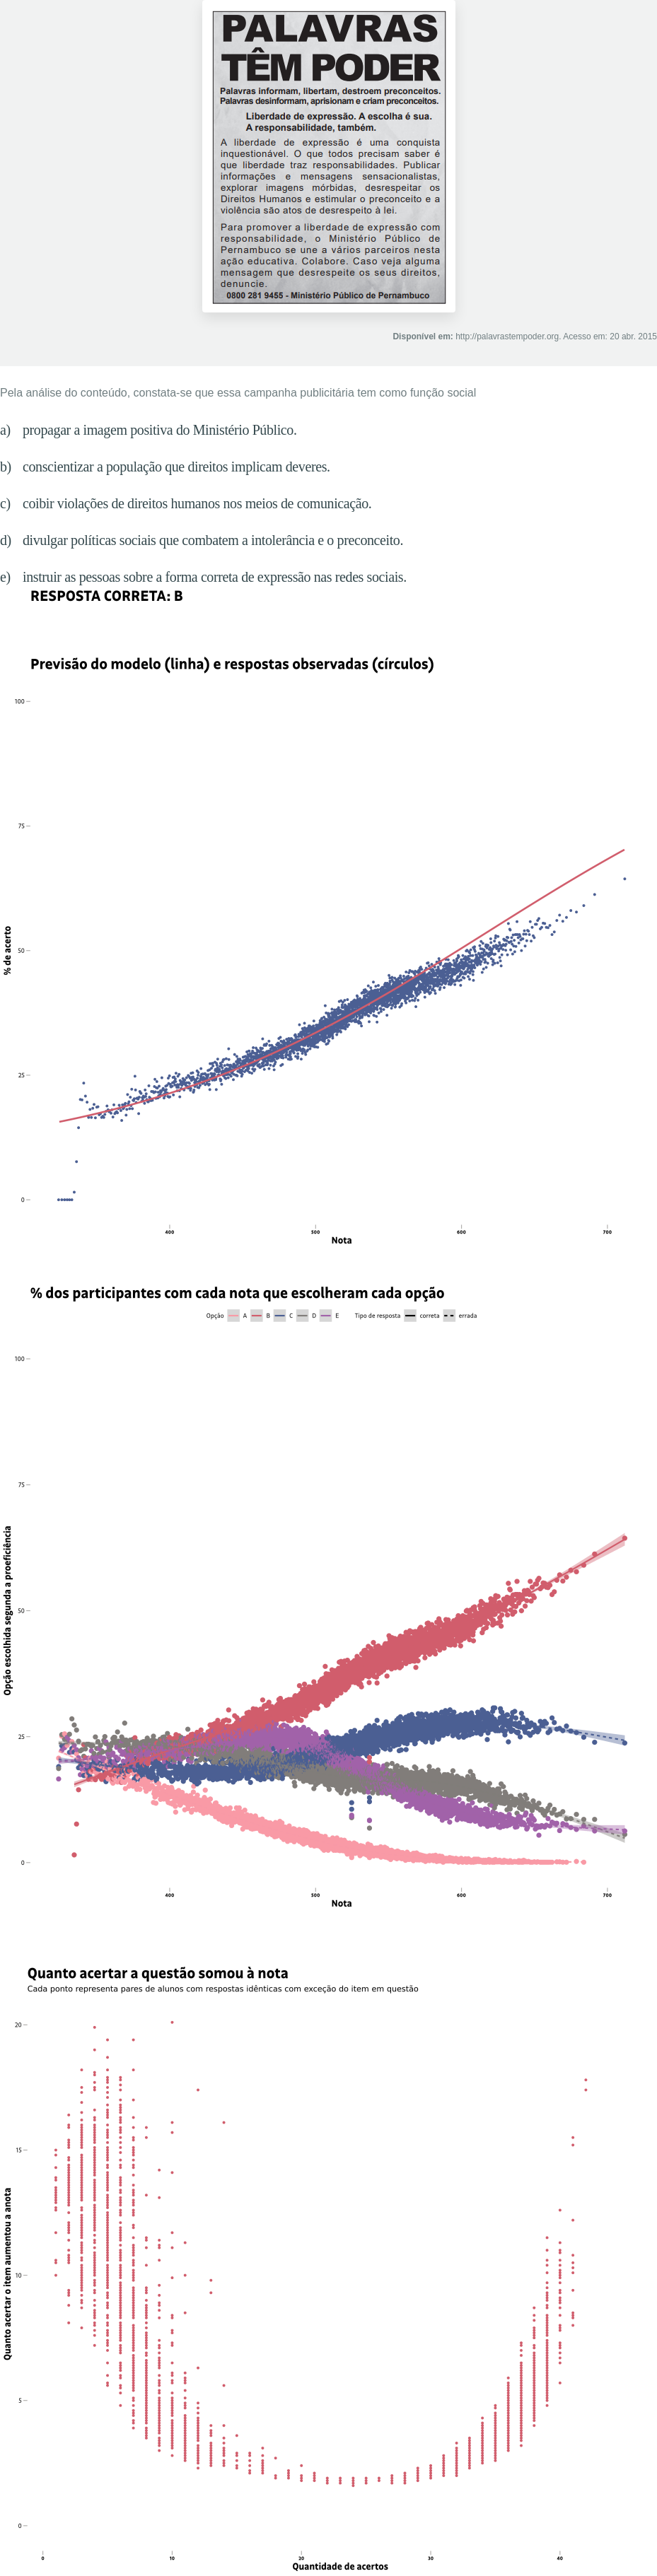 PALAVRAS
TÊM PODER
Palavras informam, libertam, destroem preconceitos.
Palavras desinformam, aprisionam e criam preconceitos.
Liberdade de expressão. A escolha é sua.
A responsabilidade, também.
A liberdade de expressão é uma conquista
inquestionável. O que todos precisam saber é
que liberdade traz responsabilidades. Publicar
informações e mensagens sensacionalistas,
explorar imagens mórbidas, desrespeitar os
Direitos Humanos e estimular o preconceito e a
violência são atos de desrespeito à lei.
Para promover a liberdade de expressão com
responsabilidade, o Ministério Público de
Pernambuco se une a vários parceiros nesta
ação educativa. Colabore. Caso veja alguma
mensagem que desrespeite os seus direitos,
denuncie.
0800 281 9455 - Ministério Público de Pernambuco
Disponível em: http://palavrastempoder.org. Acesso em: 20 abr. 2015
Pela análise do conteúdo, constata-se que essa campanha publicitária tem como função social
a) propagar a imagem positiva do Ministério Público.
b) conscientizar a população que direitos implicam deveres.
c) coibir violações de direitos humanos nos meios de comunicação.
d) divulgar políticas sociais que combatem a intolerância e o preconceito.
e) instruir as pessoas sobre a forma correta de expressão nas redes sociais.
RESPOSTA CORRETA: B
Previsão do modelo (linha) e respostas observadas (círculos)
100
75
% de acerto
50
25
0
400 500 600 700
Nota
% dos participantes com cada nota que escolheram cada opção
Opção A B C D E Tipo de resposta correta errada
100
75
Opção escolhida segunda a proeficiência
50
25
0
400 500 600 700
Nota
Quanto acertar a questão somou à nota
Cada ponto representa pares de alunos com respostas idênticas com exceção do item em questão
20
15
Quanto acertar o item aumentou a anota
10
5
0
0 10 20 30 40
Quantidade de acertos